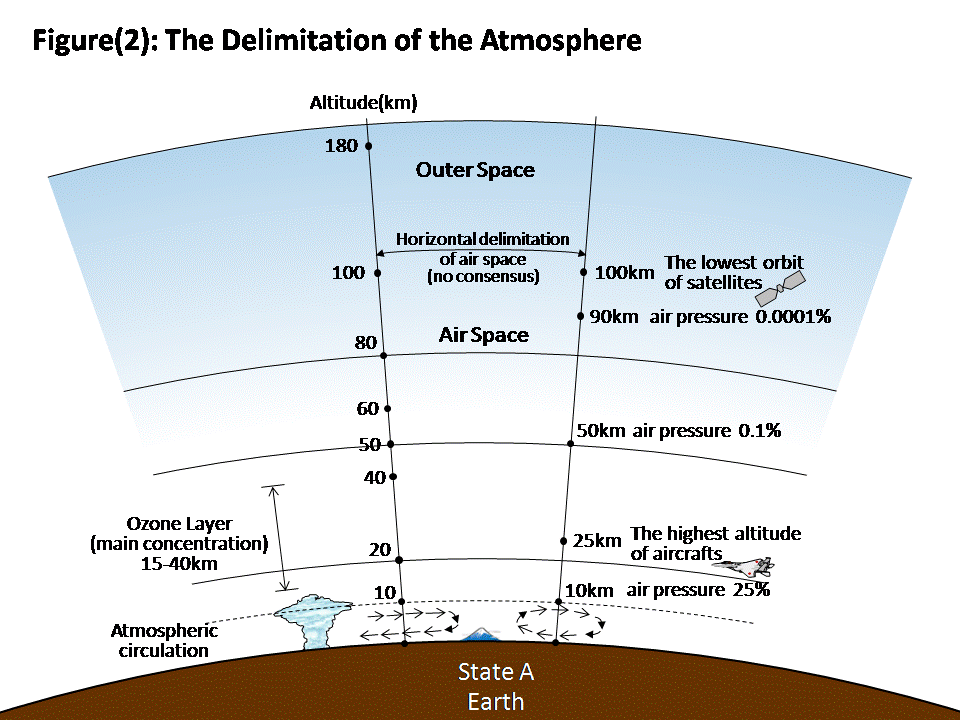 Figure(2): The Delimitation of the Atmosphere
Altitude(km)
180
Outer Space
Horizontal delimitation
of air space
(no consensus)
100
100km
The lowest orbit
of satellites
90km air pressure 0.0001%
Air Space
80
60
50
50km air pressure 0.1%
40
Ozone Layer
(main concentration)
15-40km
20
25km
The highest altitude
of aircrafts
10
10km air pressure 25%
Atmospheric
circulation
State A
Earth